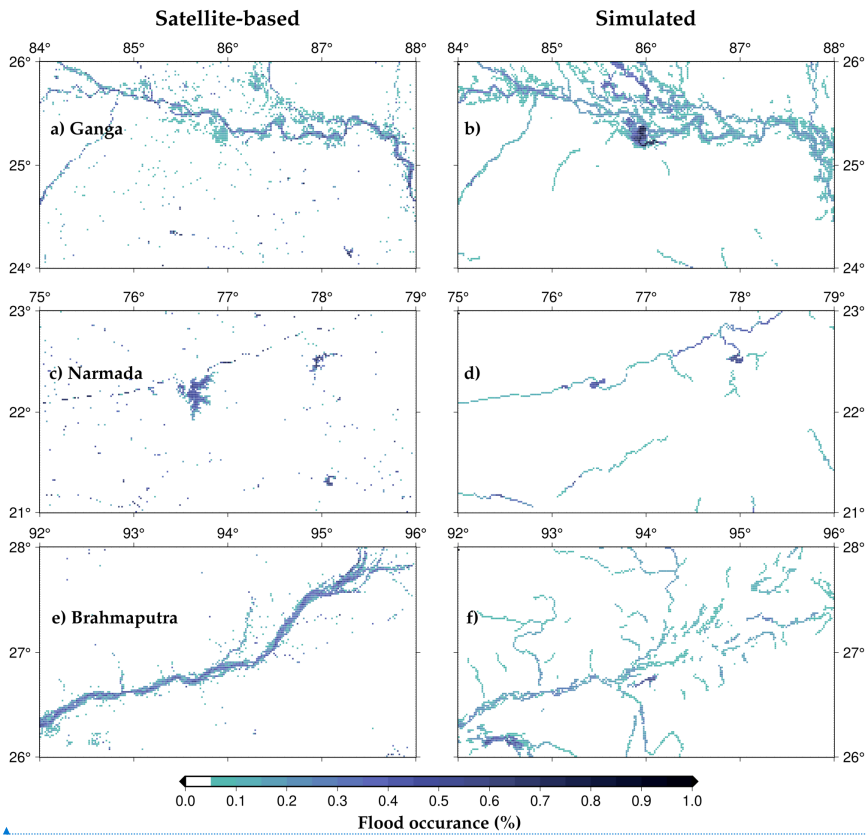 Satellite-based Simulated
84° 85° 86° 87° 88° 84° 85° 86° 87° 88°
26° 26°
a) Ganga b)
25° 25°
24° 24°
75° 76° 77° 78° 79° 75° 76° 77° 78° 79°
23° 23°
c) Narmada d)
22° 22°
21° 21°
92° 93° 94° 95° 96° 92° 93° 94° 95° 96°
28° 28°
e) Brahmaputra f)
27° 27°
26° 26°
0.0 0.1 0.2 0.3 0.4 0.5 0.6 0.7 0.8 0.9 1.0
Flood occurance (%)